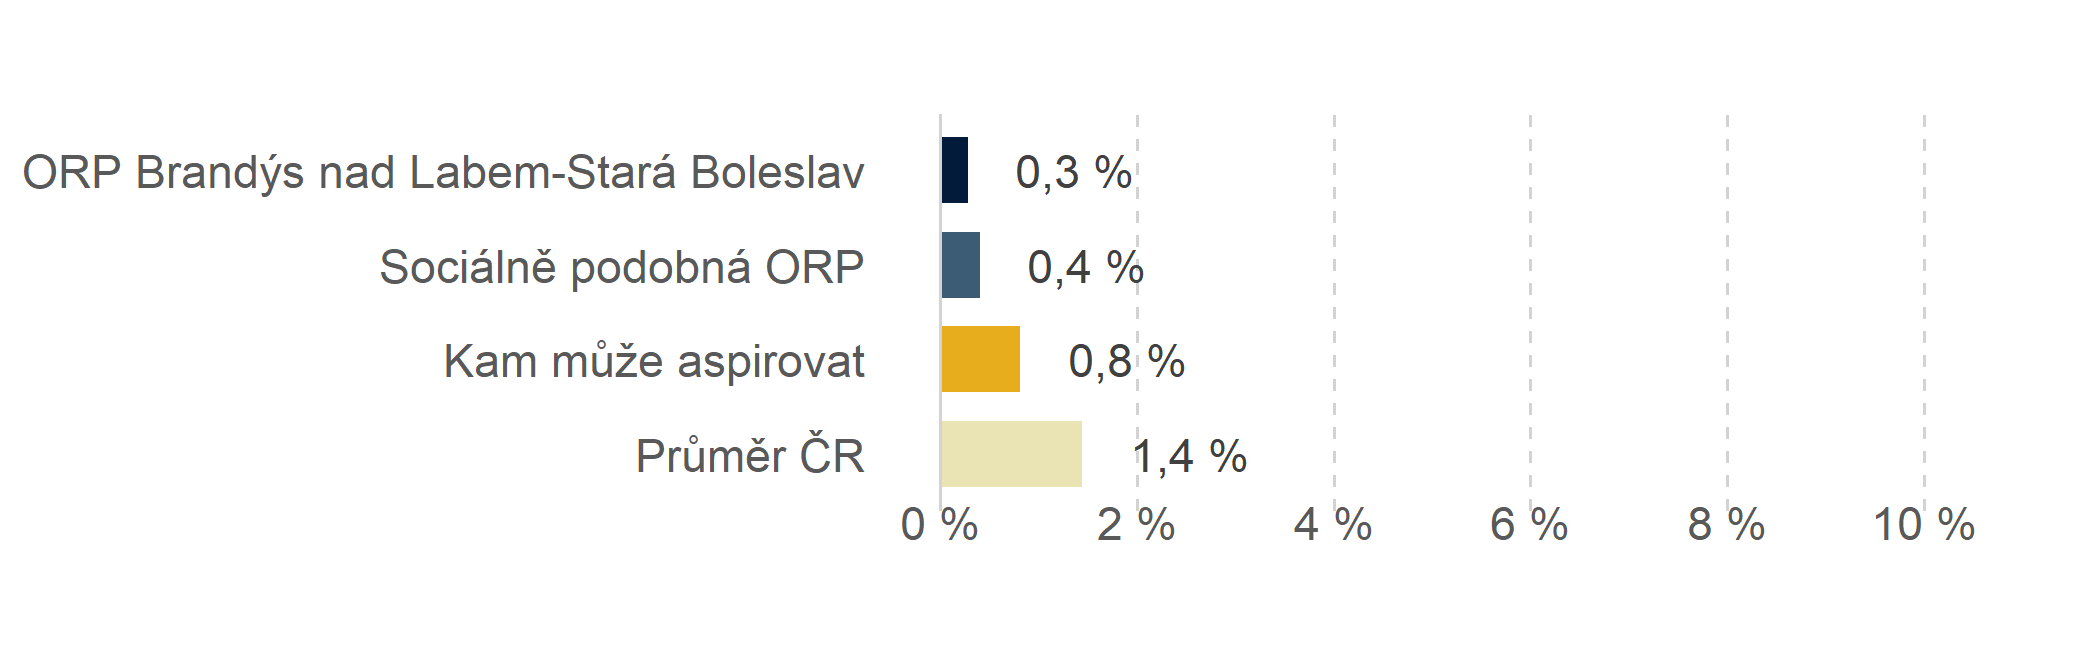 ORP Brandýs nad Labem-Stará Boleslav 0,3 %
Sociálně podobná ORP 0,4 %
Kam může aspirovat 0,8 %
Průměr ČR 1,4 %
0 % 2 % 4 % 6 % 8 % 10 %